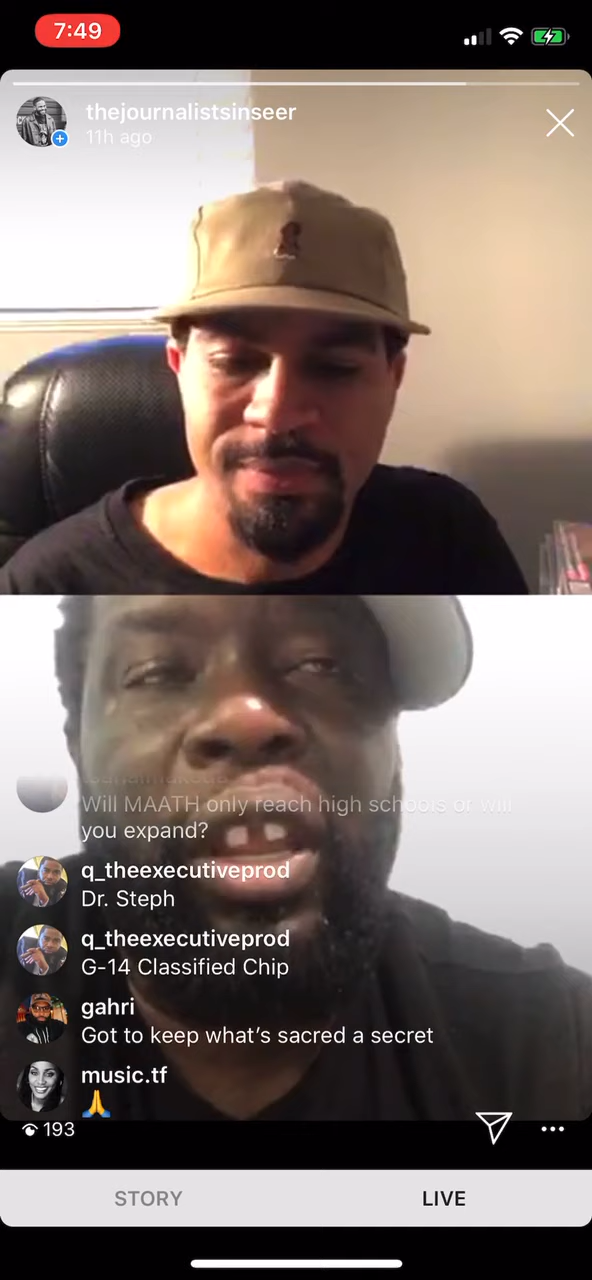 7:49
thejournalistsinseer
11h ago
Will MAATH only reach high schools or will
you expand?
q_theexecutiveprod
Dr. Steph
q_theexecutiveprod
G-14 Classified Chip
gahri
Got to keep what's sacred a secret
music.tf
🙏
193
STORY
LIVE